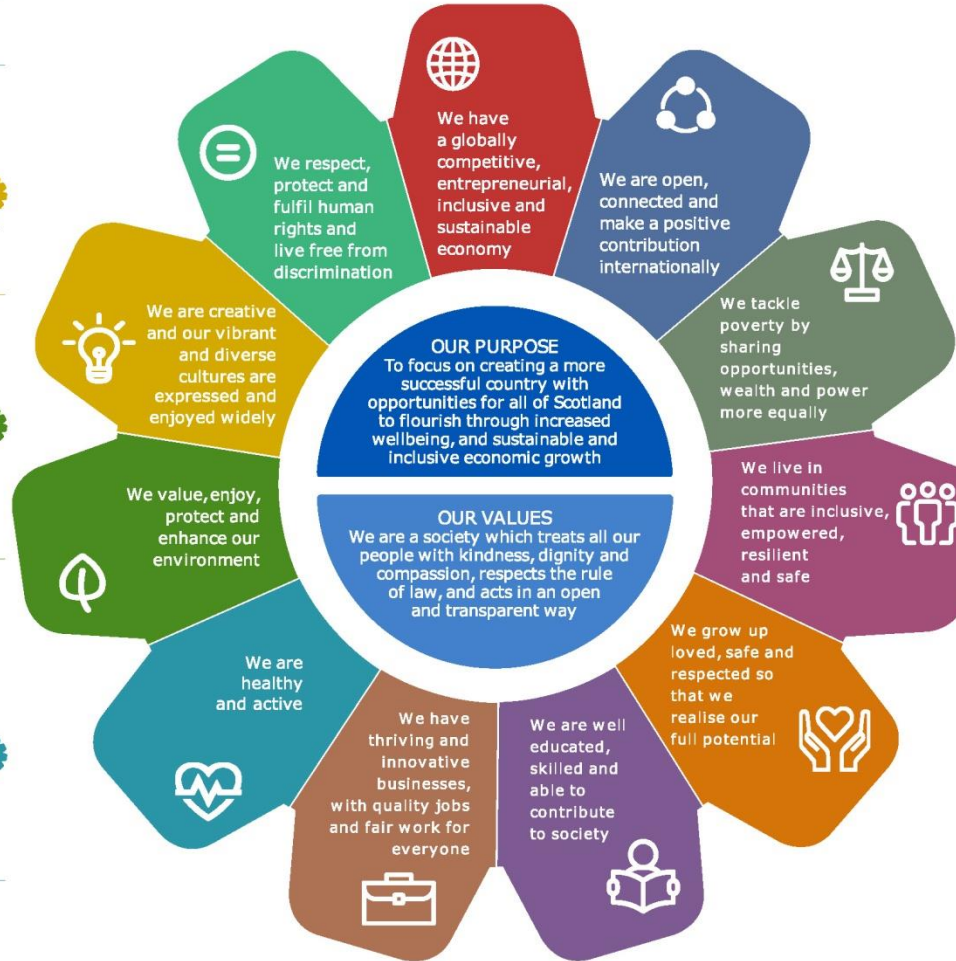 We have
a globally
competitive,
entrepreneurial,
inclusive and
sustainable
economy
We are open,
connected and
make a positive
contribution
internationally
We tackle
poverty by
sharing
opportunities,
wealth and power
more equally
We live in
communities
that are inclusive,
empowered,
resilient
and safe
We grow up
loved, safe and
respected so
that we
realise our
full potential
We are well
educated,
skilled and
able to
contribute
to society
We have
thriving and
innovative
businesses,
with quality jobs
and fair work for
everyone
We are
healthy
and active
We value, enjoy,
protect and
enhance our
environment
We are creative
and our vibrant
and diverse
cultures are
expressed and
enjoyed widely
We respect,
protect and
fulfil human
rights and
live free from
discrimination
OUR PURPOSE
To focus on creating a more
successful country with
opportunities for all of Scotland
to flourish through increased
wellbeing, and sustainable and
inclusive economic growth
OUR VALUES
We are a society which treats all our
people with kindness, dignity and
compassion, respects the rule
of law, and acts in an open
and transparent way